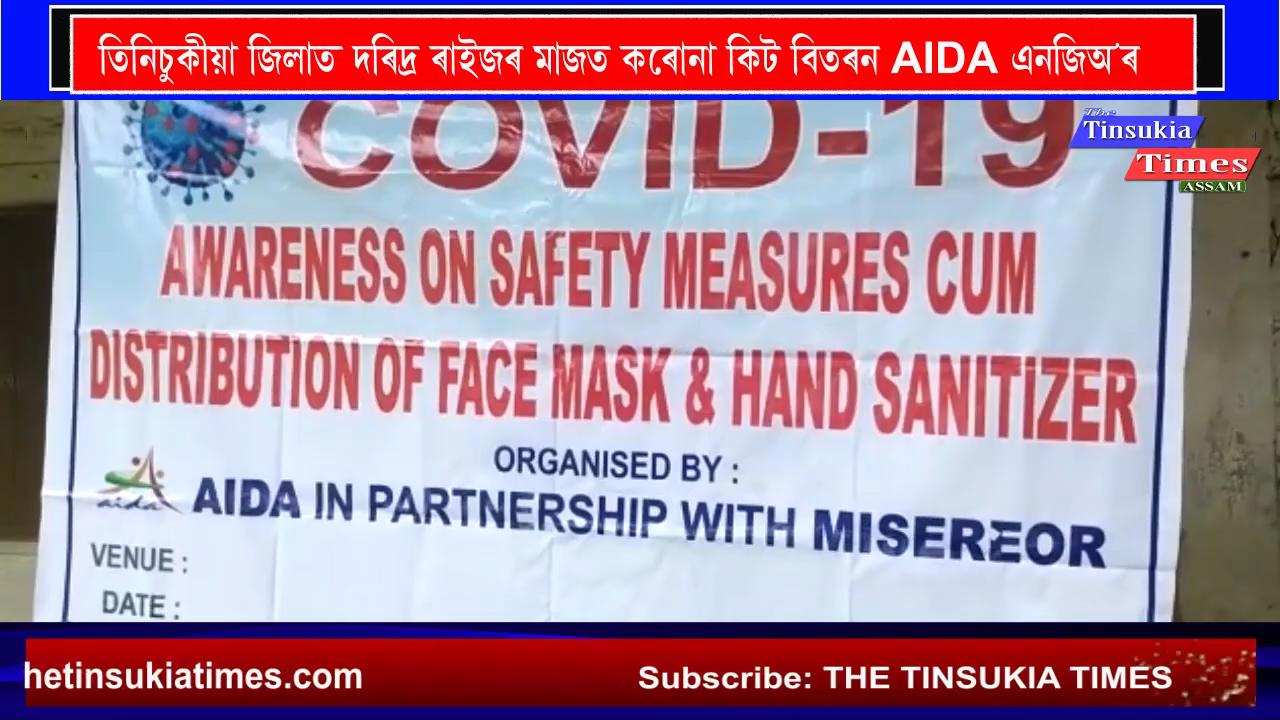 তিনিচুকীয়া জিলাত দৰিদ্ৰ ৰাইজৰ মাজত কৰোনা কিট বিতৰন AIDA এনজিঅ'ৰ
The
Tinsukia
Times
ASSAM
COVID-19
AWARENESS ON SAFETY MEASURES CUM
DISTRIBUTION OF FACE MASK & HAND SANITIZER
ORGANISED BY :
aida
AIDA IN PARTNERSHIP WITH MISEREOR
VENUE :
DATE :
hetinsukiatimes.com
Subscribe: THE TINSUKIA TIMES